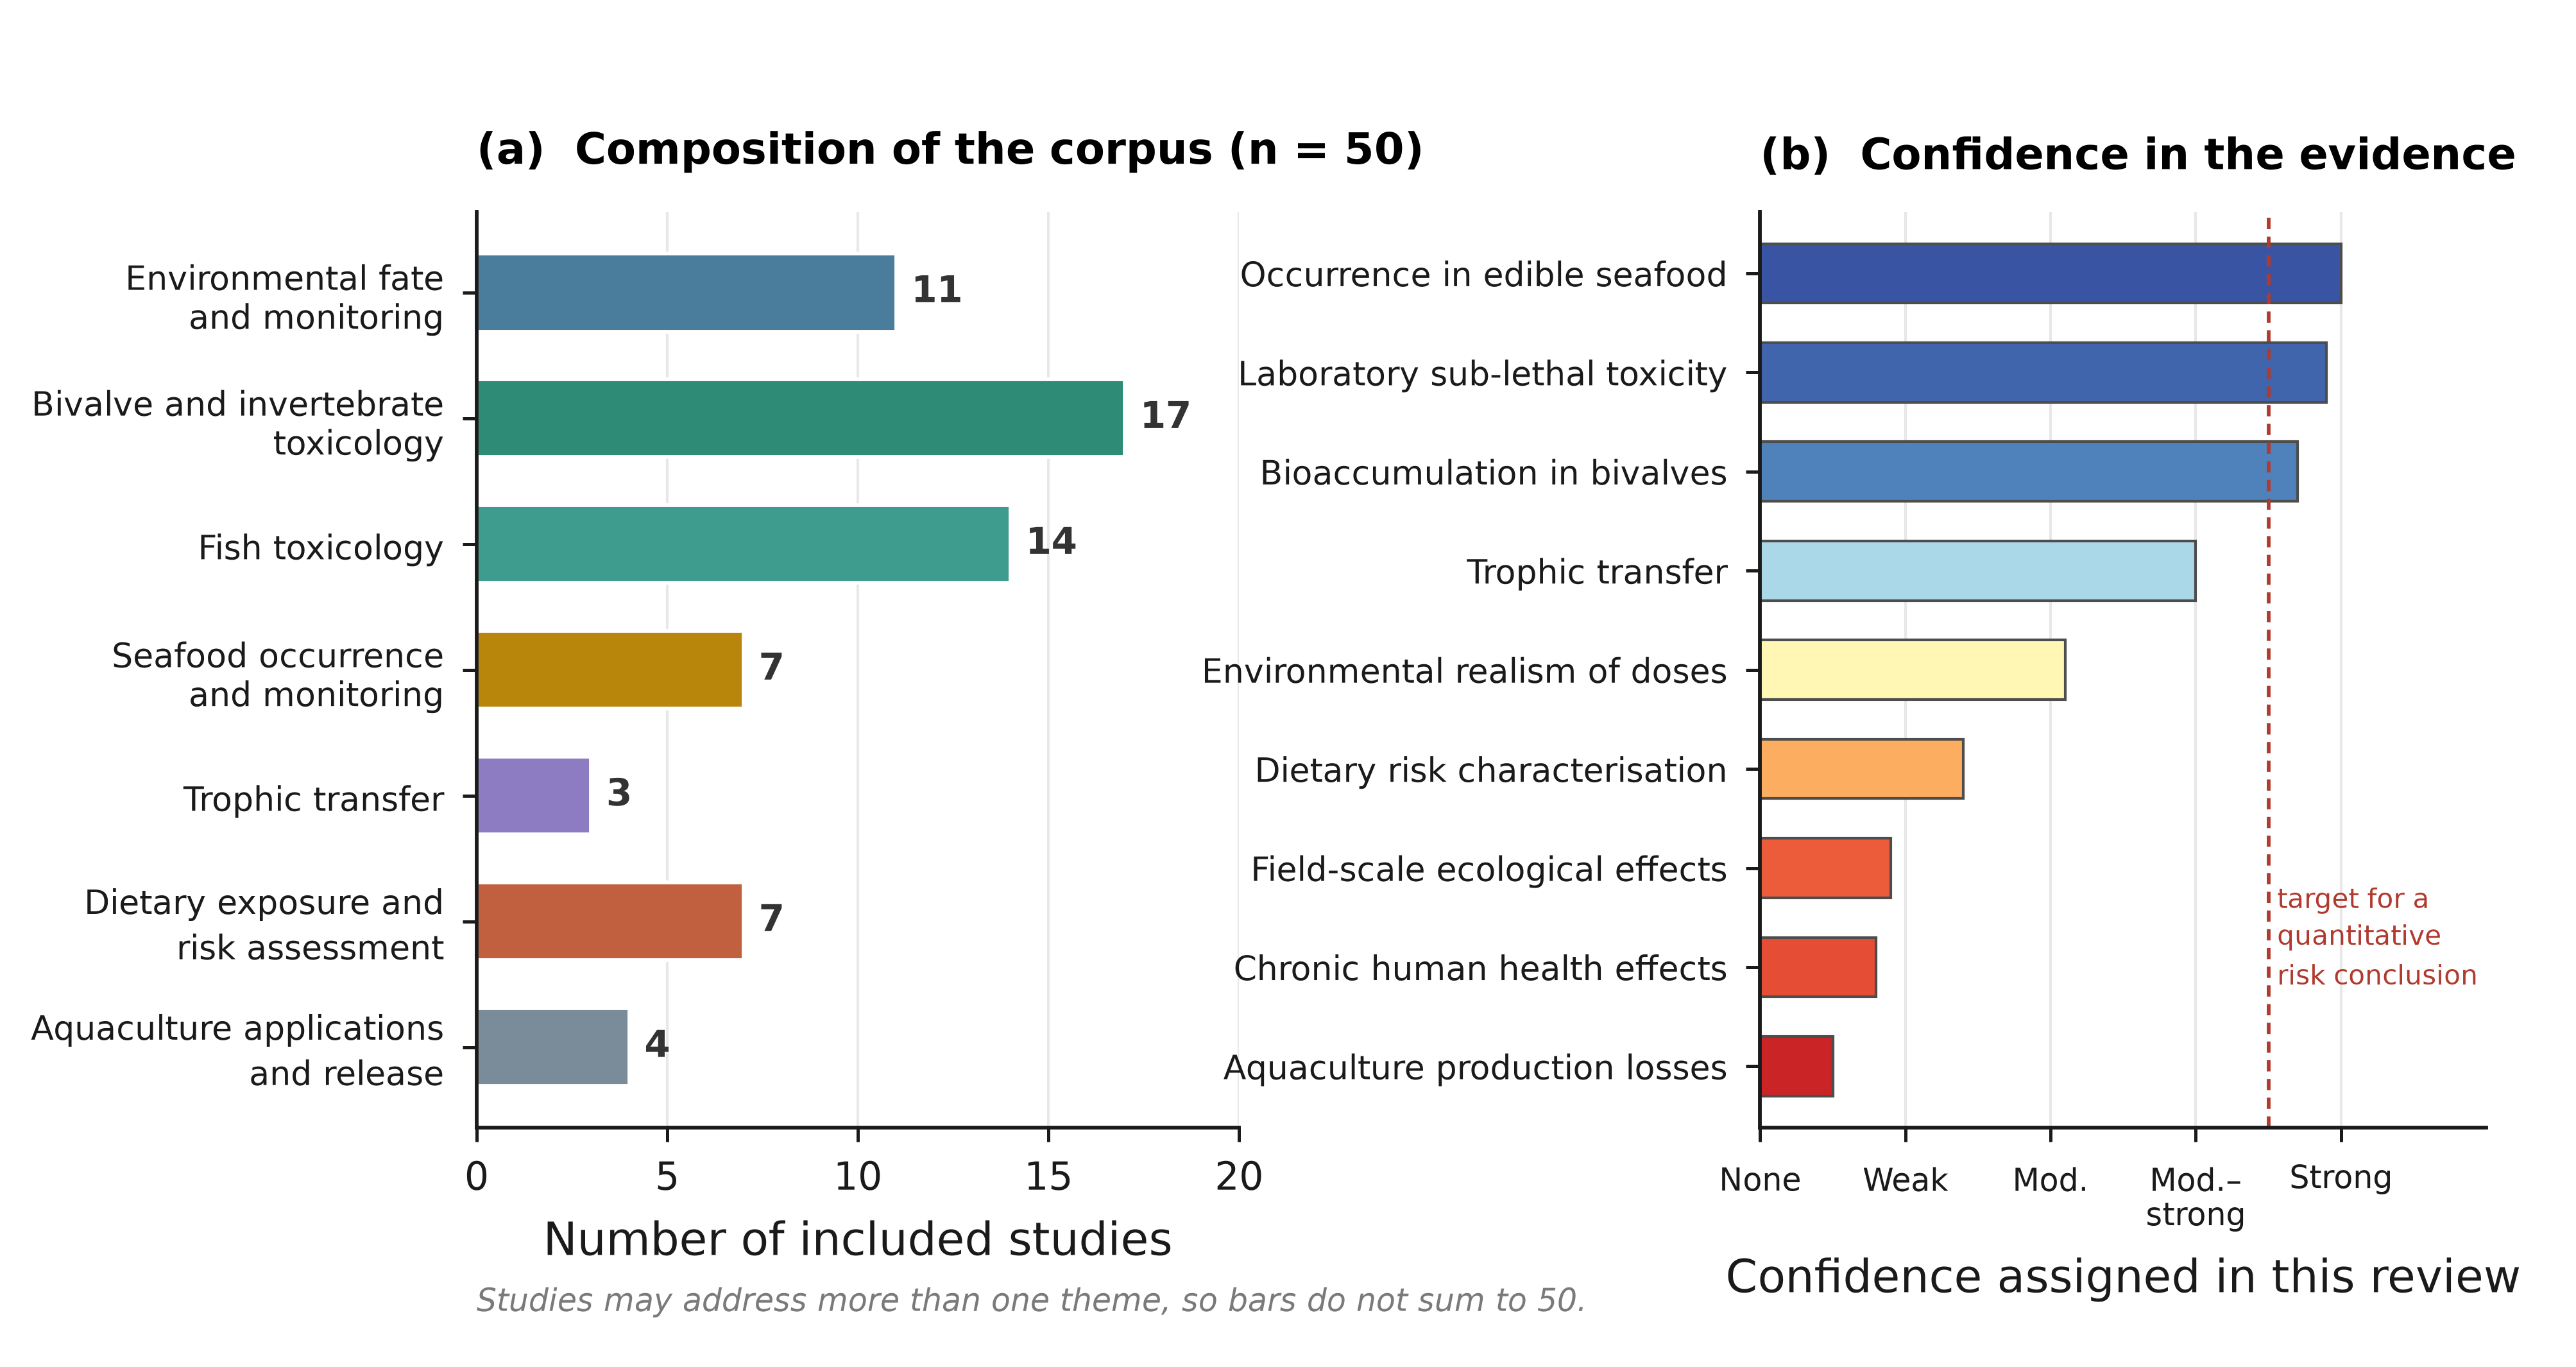 (a) Composition of the corpus (n = 50)
Environmental fate
and monitoring
11
Bivalve and invertebrate
toxicology
17
Fish toxicology
14
Seafood occurrence
and monitoring
7
Trophic transfer
3
Dietary exposure and
risk assessment
7
Aquaculture applications
and release
4
0 5 10 15 20
Number of included studies
Studies may address more than one theme, so bars do not sum to 50.
(b) Confidence in the evidence
Occurrence in edible seafood
Laboratory sub-lethal toxicity
Bioaccumulation in bivalves
Trophic transfer
Environmental realism of doses
Dietary risk characterisation
Field-scale ecological effects
Chronic human health effects
Aquaculture production losses
target for a
quantitative
risk conclusion
None Weak Mod. Mod.– Strong
strong
Confidence assigned in this review